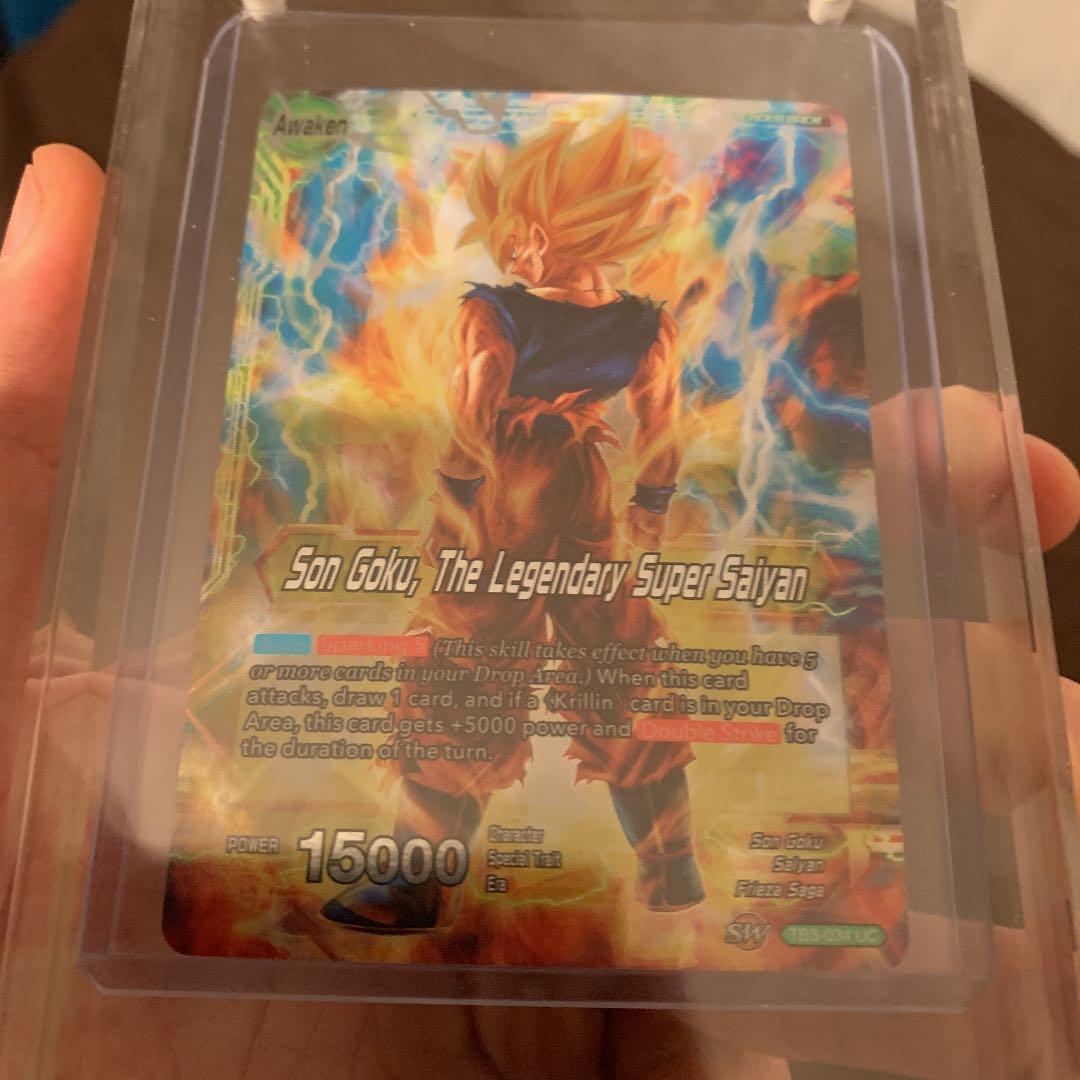 Awaken
Son Goku, The Legendary Super Saiyan
Auto Sparking 5 (This skill takes effect when you have 5
or more cards in your Drop Area.) When this card
attacks, draw 1 card, and if a <Krillin> card is in your Drop
Area, this card gets +5000 power and Double Strike for
the duration of the turn.
POWER 15000
Character Son Goku
Special Trait Saiyan
Era Frieza Saga
SW TB3-034 UC